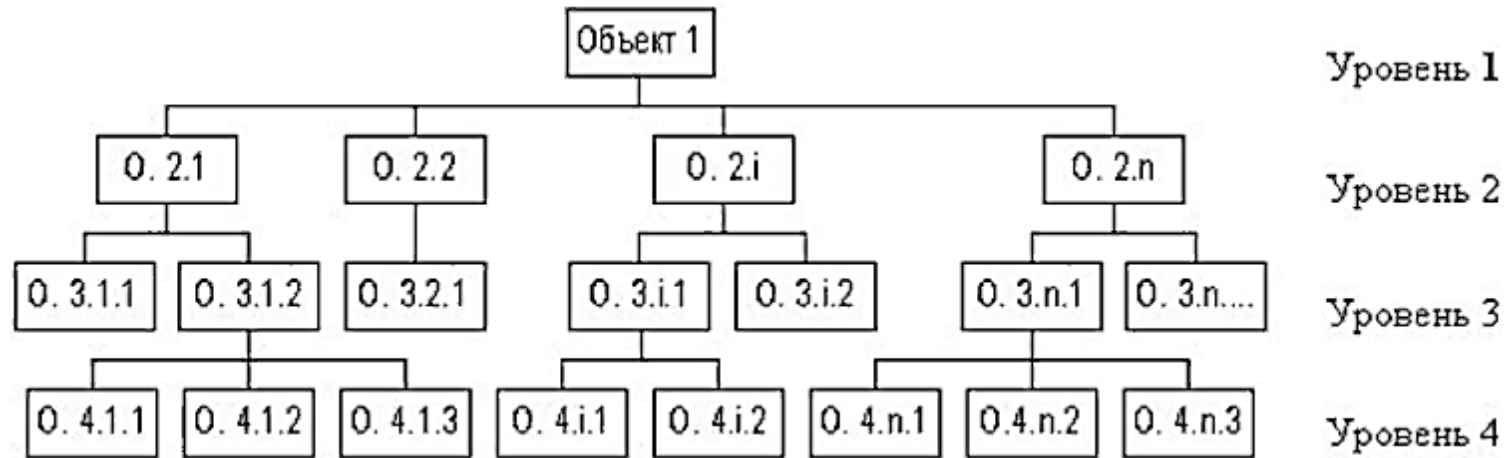 Объект 1
Уровень 1
О. 2.1 О. 2.2 О. 2.i О. 2.n
Уровень 2
О. 3.1.1 О. 3.1.2 О. 3.2.1 О. 3.i.1 О. 3.i.2 О. 3.n.1 О. 3.n....
Уровень 3
О. 4.1.1 О. 4.1.2 О. 4.1.3 О. 4.i.1 О. 4.i.2 О. 4.n.1 О.4.n.2 О. 4.n.3
Уровень 4